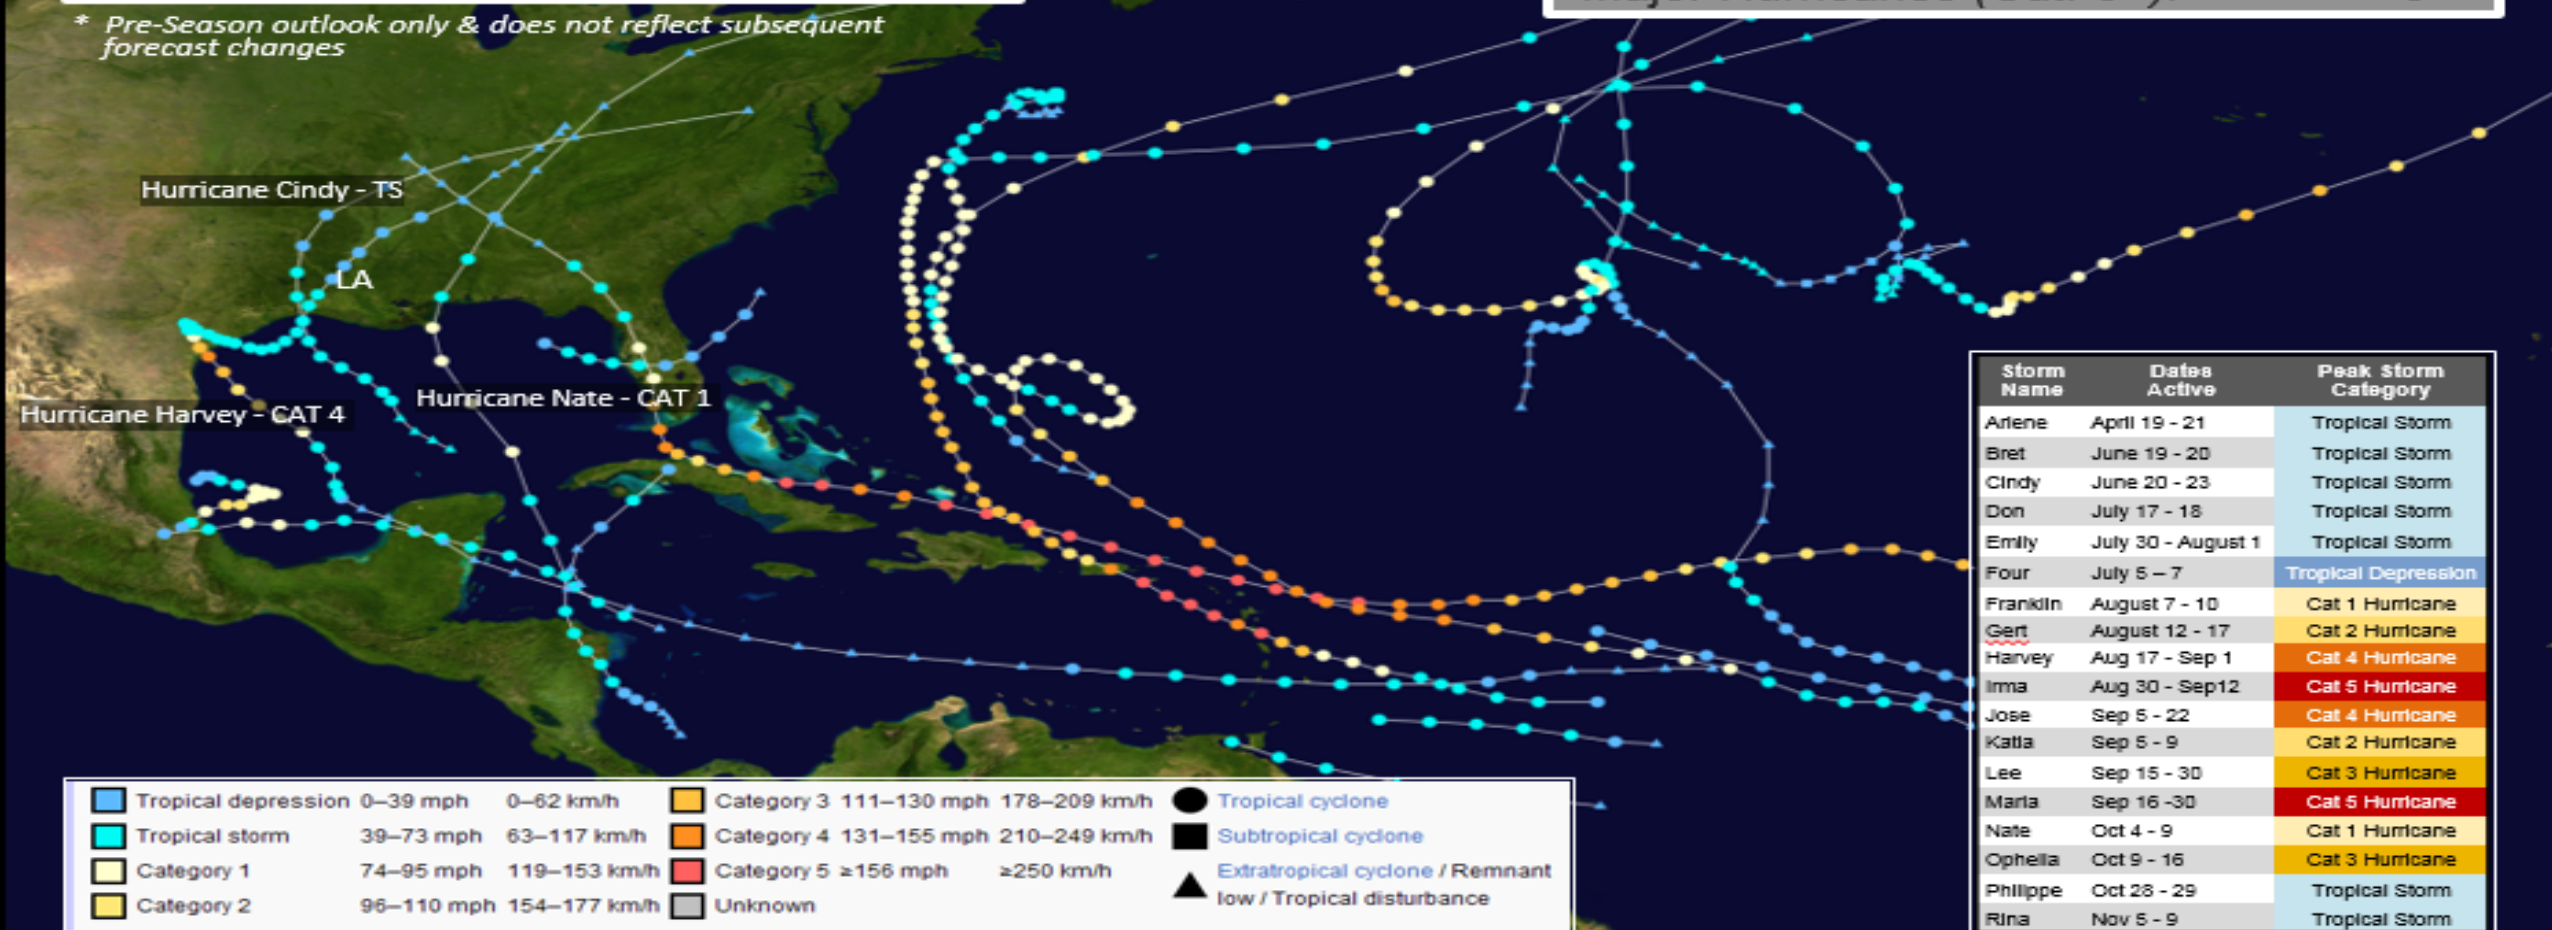 * Pre-Season outlook only & does not reflect subsequent
forecast changes
Hurricane Cindy - TS
LA
Hurricane Nate - CAT 1
Hurricane Harvey - CAT 4
Storm Name Dates Active Peak Storm Category
Arlene April 19 - 21 Tropical Storm
Bret June 19 - 20 Tropical Storm
Cindy June 20 - 23 Tropical Storm
Don July 17 - 18 Tropical Storm
Emily July 30 - August 1 Tropical Storm
Four July 5 – 7 Tropical Depression
Franklin August 7 - 10 Cat 1 Hurricane
Gert August 12 - 17 Cat 2 Hurricane
Harvey Aug 17 - Sep 1 Cat 4 Hurricane
Irma Aug 30 - Sep12 Cat 5 Hurricane
Jose Sep 5 - 22 Cat 4 Hurricane
Katia Sep 5 - 9 Cat 2 Hurricane
Lee Sep 15 - 30 Cat 3 Hurricane
Maria Sep 16 -30 Cat 5 Hurricane
Nate Oct 4 - 9 Cat 1 Hurricane
Ophelia Oct 9 - 16 Cat 3 Hurricane
Philippe Oct 28 - 29 Tropical Storm
Rina Nov 5 - 9 Tropical Storm
Tropical depression 0–39 mph 0–62 km/h
Tropical storm 39–73 mph 63–117 km/h
Category 1 74–95 mph 119–153 km/h
Category 2 96–110 mph 154–177 km/h
Category 3 111–130 mph 178–209 km/h
Category 4 131–155 mph 210–249 km/h
Category 5 ≥156 mph ≥250 km/h
Unknown
Tropical cyclone
Subtropical cyclone
Extratropical cyclone / Remnant
low / Tropical disturbance